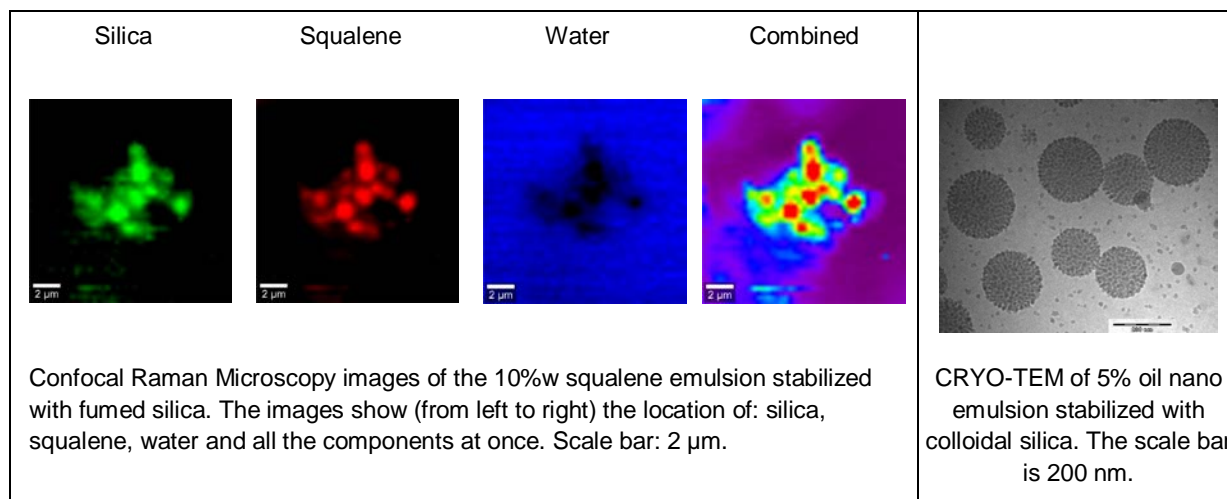 Silica Squalene Water Combined
2 µm 2 µm 2 µm 2 µm
Confocal Raman Microscopy images of the 10%w squalene emulsion stabilized
with fumed silica. The images show (from left to right) the location of: silica,
squalene, water and all the components at once. Scale bar: 2 µm.
CRYO-TEM of 5% oil nano
emulsion stabilized with
colloidal silica. The scale bar
is 200 nm.